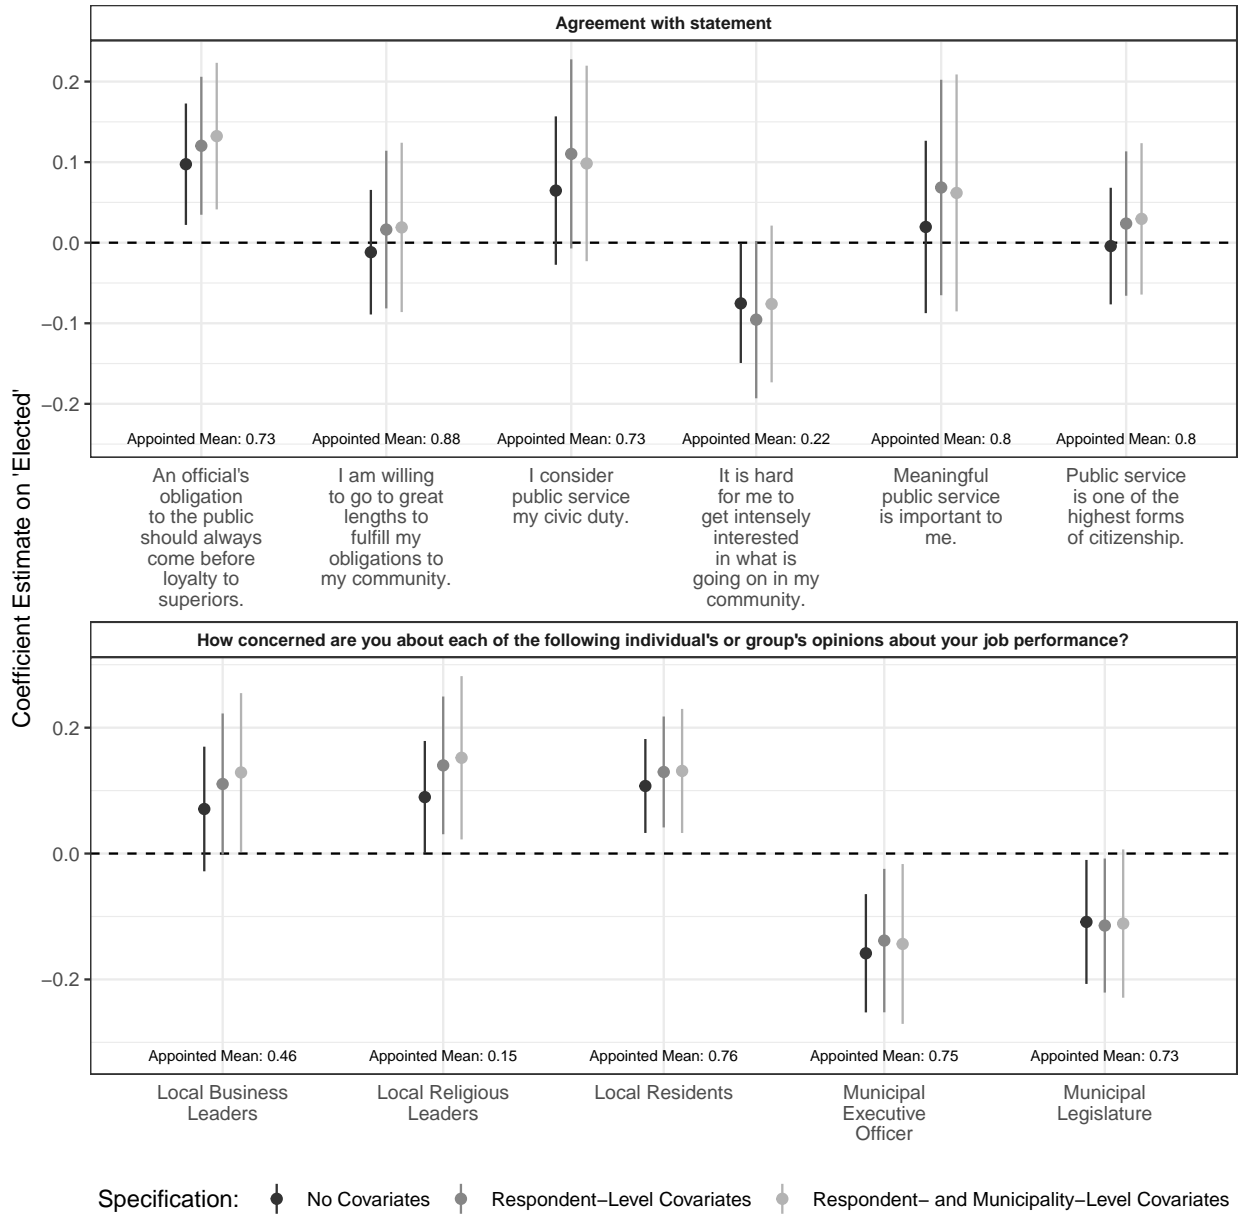 Agreement with statement
0.2
0.1
0.0
−0.1
−0.2
Coefficient Estimate on 'Elected'
Appointed Mean: 0.73
Appointed Mean: 0.88
Appointed Mean: 0.73
Appointed Mean: 0.22
Appointed Mean: 0.8
Appointed Mean: 0.8
An official's
obligation
to the public
should always
come before
loyalty to
superiors.
I am willing
to go to great
lengths to
fulfill my
obligations to
my community.
I consider
public service
my civic duty.
It is hard
for me to
get intensely
interested
in what is
going on in my
community.
Meaningful
public service
is important to
me.
Public service
is one of the
highest forms
of citizenship.
How concerned are you about each of the following individual's or group's opinions about your job performance?
0.2
0.0
−0.2
Appointed Mean: 0.46
Appointed Mean: 0.15
Appointed Mean: 0.76
Appointed Mean: 0.75
Appointed Mean: 0.73
Local Business
Leaders
Local Religious
Leaders
Local Residents
Municipal
Executive
Officer
Municipal
Legislature
Specification:
No Covariates
Respondent−Level Covariates
Respondent− and Municipality−Level Covariates